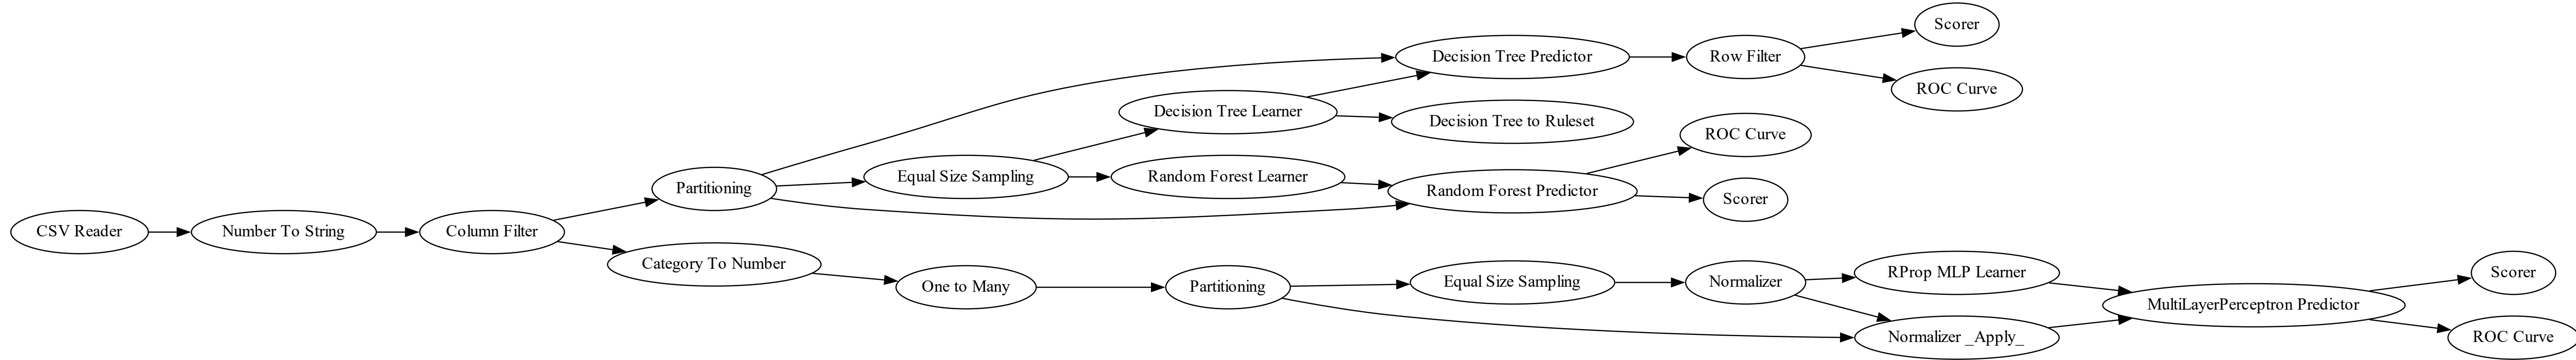 Scorer
Decision Tree Predictor
Row Filter
ROC Curve
Decision Tree Learner
Decision Tree to Ruleset
ROC Curve
Partitioning
Equal Size Sampling
Random Forest Learner
Random Forest Predictor
Scorer
CSV Reader
Number To String
Column Filter
Category To Number
One to Many
Partitioning
Equal Size Sampling
Normalizer
RProp MLP Learner
Scorer
MultiLayerPerceptron Predictor
Normalizer _Apply_
ROC Curve